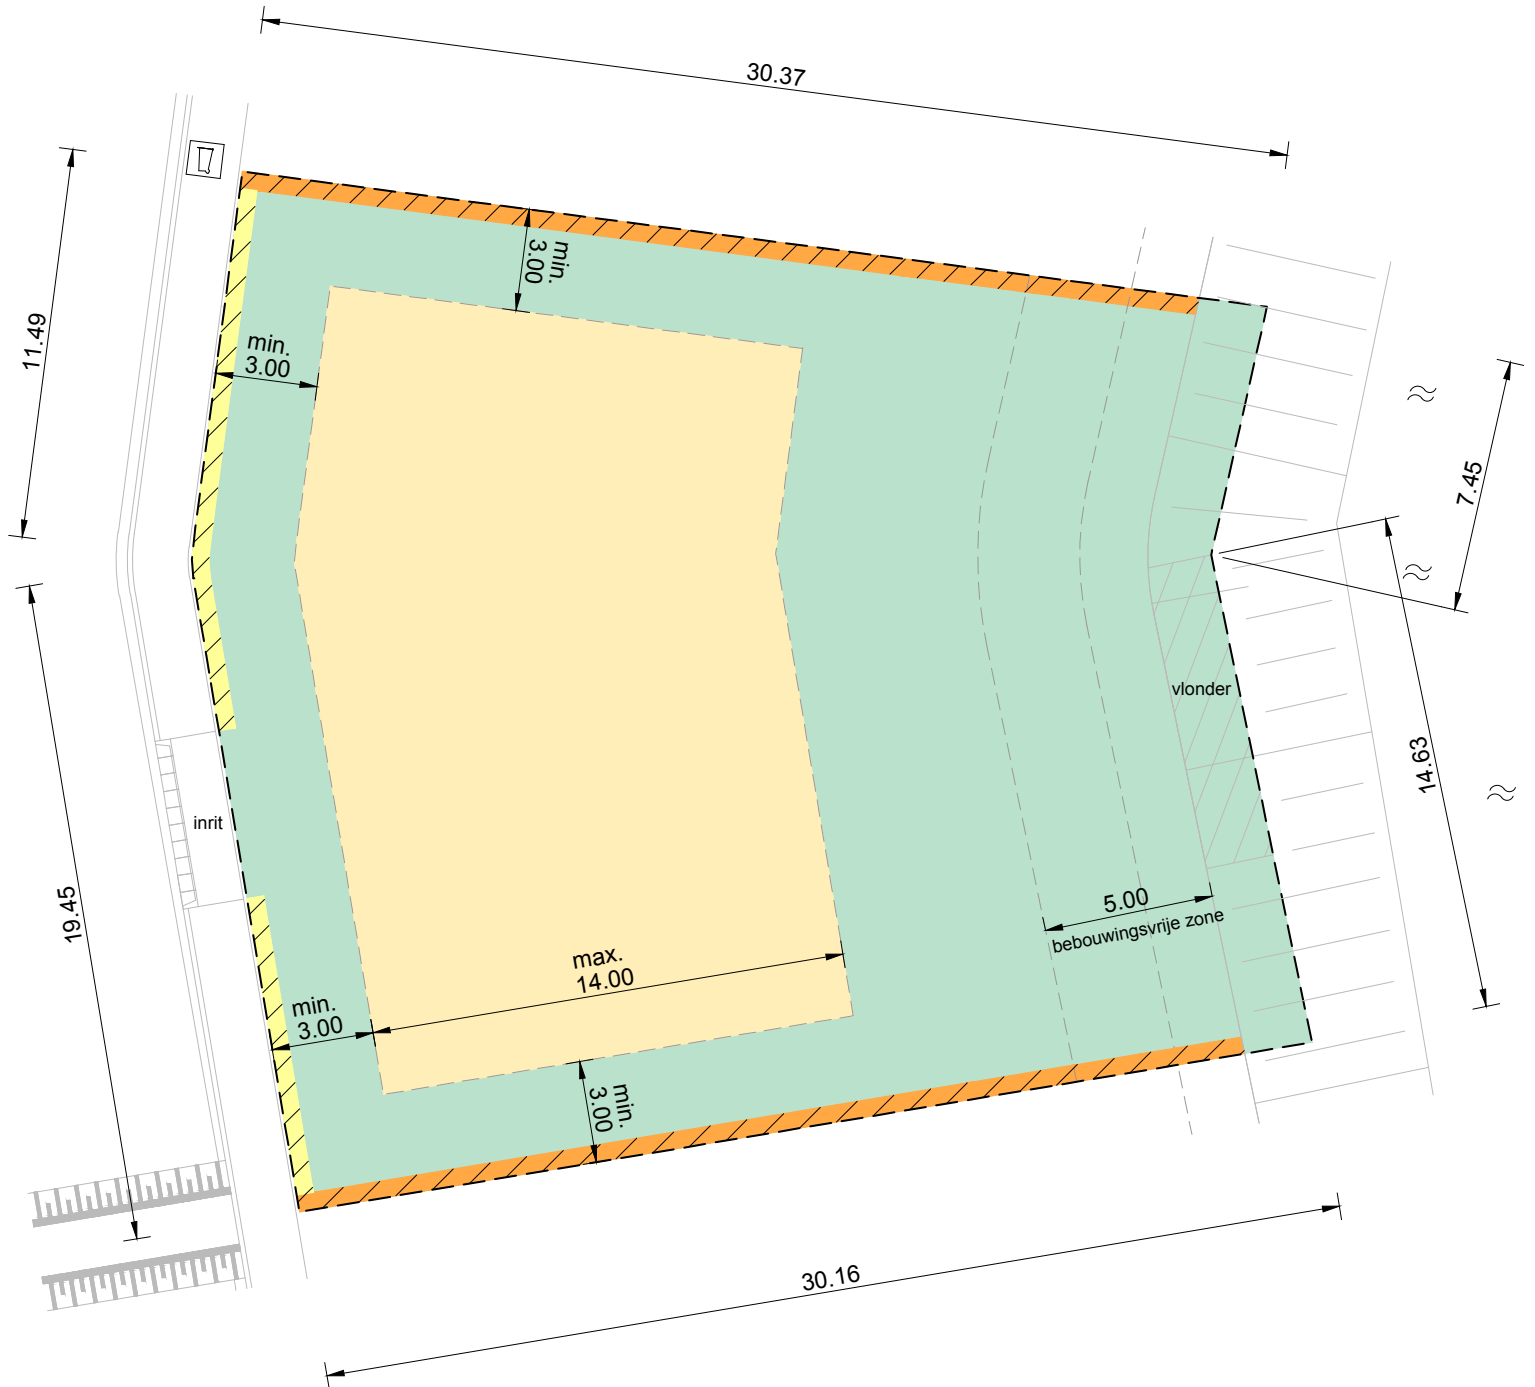 30.37
11.49
min.
3.00
min.
3.00
7.45
vlonder
14.63
inrit
19.45
5.00
bebouwingsvrije zone
max.
14.00
min.
3.00
min.
3.00
30.16